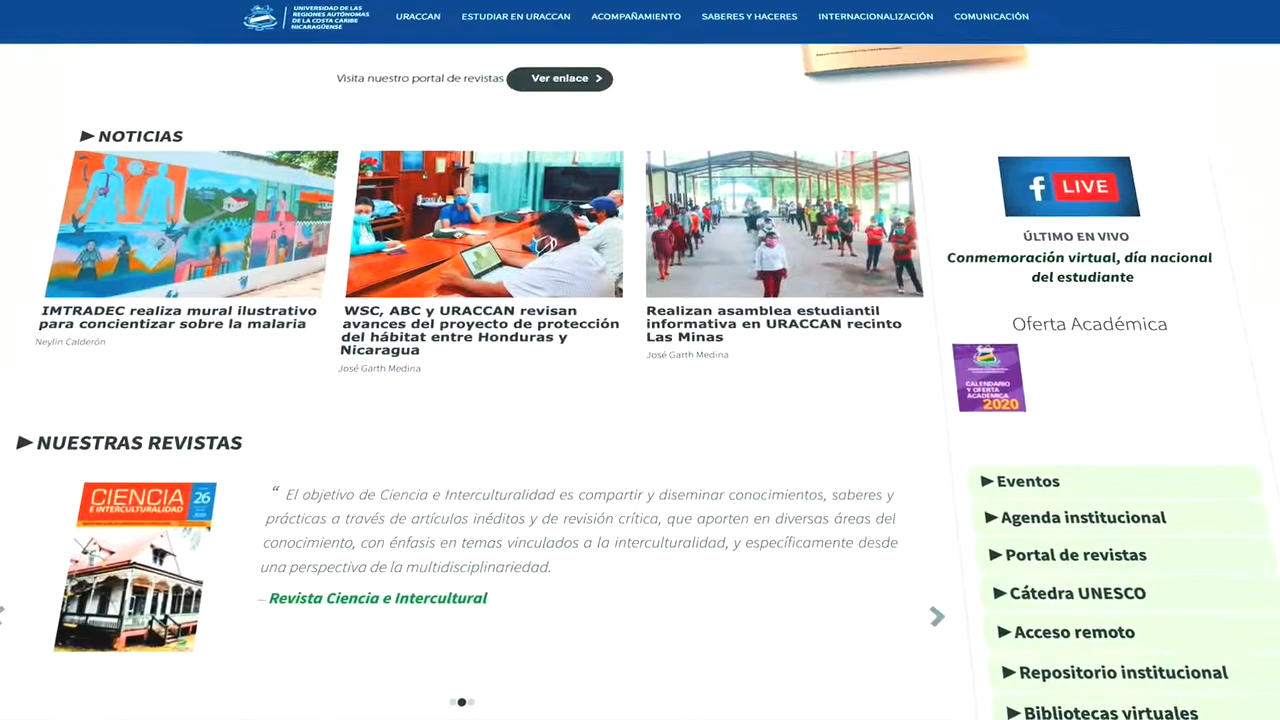 UNIVERSIDAD DE LAS
REGIONES AUTÓNOMAS
DE LA COSTA CARIBE
NICARAGÜENSE
URACCAN
ESTUDIAR EN URACCAN
ACOMPAÑAMIENTO
SABERES Y HACERES
INTERNACIONALIZACIÓN
COMUNICACIÓN
Visita nuestro portal de revistas
Ver enlace
NOTICIAS
IMTRADEC realiza mural ilustrativo
para concientizar sobre la malaria
Neylin Calderón
WSC, ABC y URACCAN revisan
avances del proyecto de protección
del hábitat entre Honduras y
Nicaragua
José Garth Medina
Realizan asamblea estudiantil
informativa en URACCAN recinto
Las Minas
José Garth Medina
f LIVE
ÚLTIMO EN VIVO
Conmemoración virtual, día nacional
del estudiante
Oferta Académica
CALENDARIO
Y OFERTA
ACADEMICA
2020
NUESTRAS REVISTAS
CIENCIA
E INTERCULTURALIDAD
26
“ El objetivo de Ciencia e Interculturalidad es compartir y diseminar conocimientos, saberes y
prácticas a través de artículos inéditos y de revisión crítica, que aporten en diversas áreas del
conocimiento, con énfasis en temas vinculados a la interculturalidad, y específicamente desde
una perspectiva de la multidisciplinariedad.
— Revista Ciencia e Intercultural
Eventos
Agenda institucional
Portal de revistas
Cátedra UNESCO
Acceso remoto
Repositorio institucional
Bibliotecas virtuales